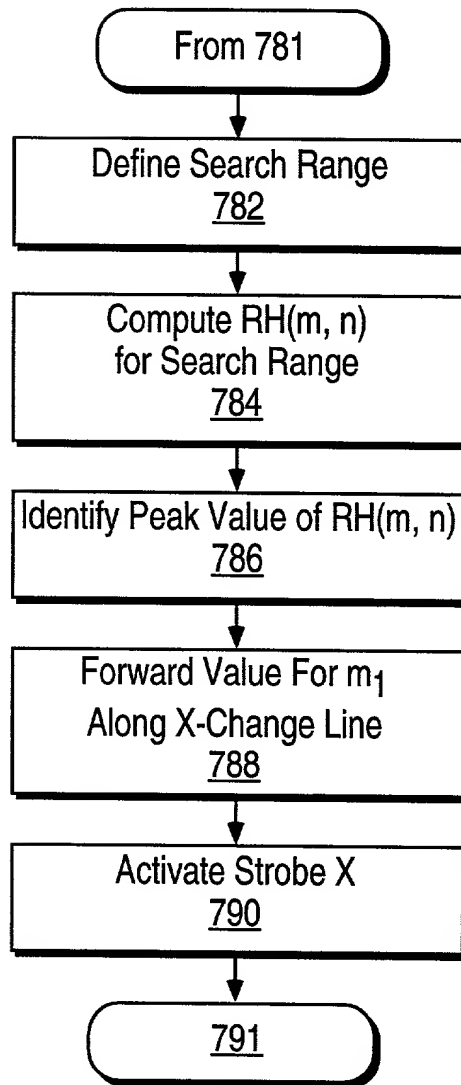 From 781
Define Search Range
782
Compute RH(m, n)
for Search Range
784
Identify Peak Value of RH(m, n)
786
Forward Value For m₁
Along X-Change Line
788
Activate Strobe X
790
791